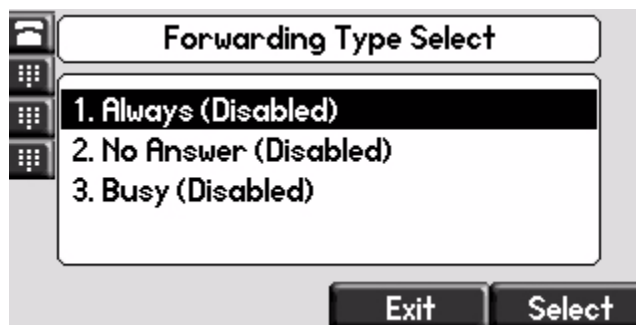 Forwarding Type Select
1. Always (Disabled)
2. No Answer (Disabled)
3. Busy (Disabled)
Exit Select